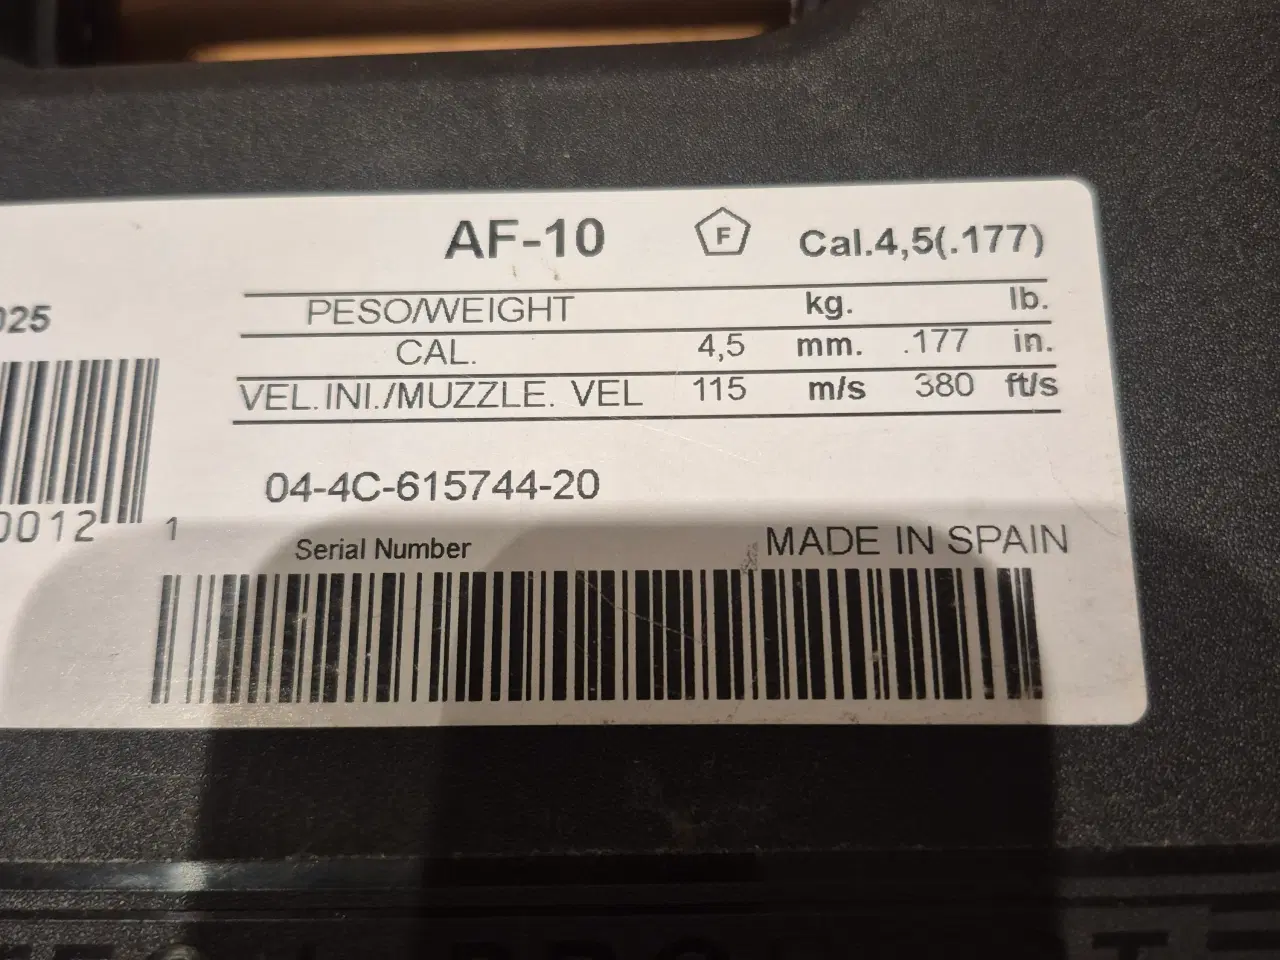 AF-10 F Cal.4,5(.177)
PESO/WEIGHT kg. lb.
025
CAL. 4,5 mm. .177 in.
VEL.INI./MUZZLE. VEL 115 m/s 380 ft/s
04-4C-615744-20
0012 1
Serial Number MADE IN SPAIN